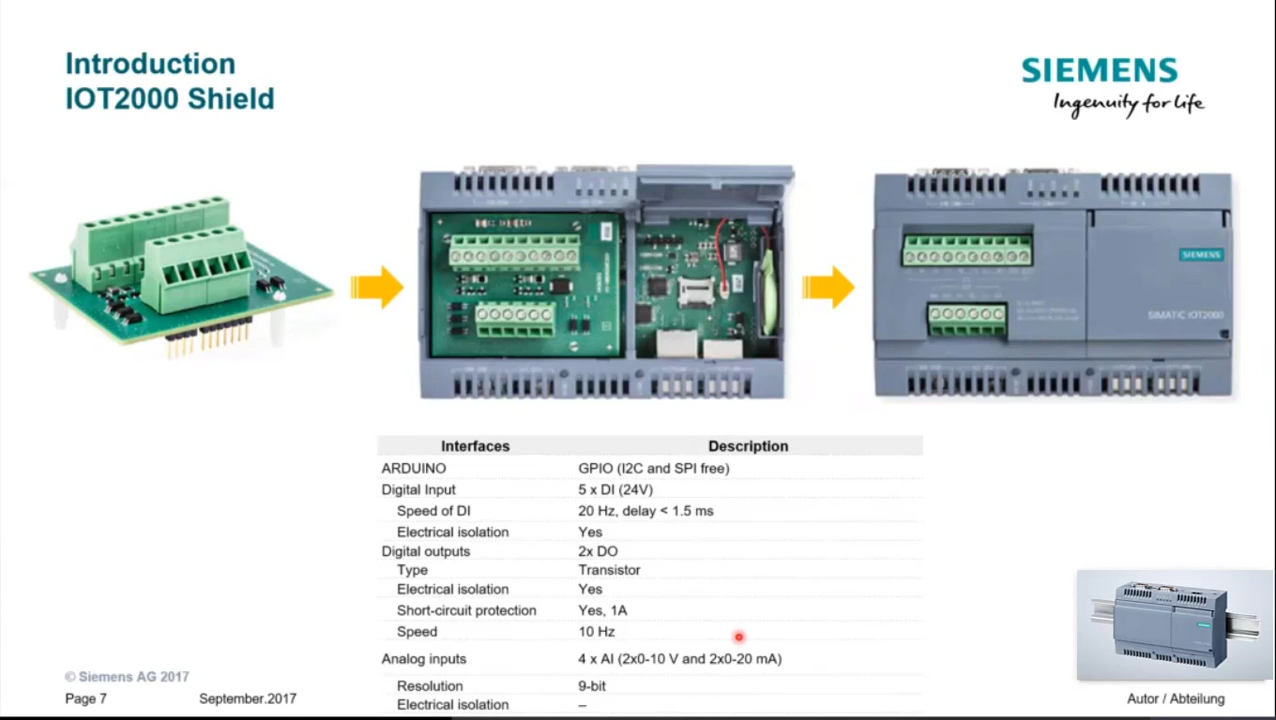 Introduction
IOT2000 Shield
SIEMENS
Ingenuity for life
SIEMENS
SIMATIC IOT2000
Interfaces Description
ARDUINO GPIO (I2C and SPI free)
Digital Input 5 x DI (24V)
Speed of DI 20 Hz, delay < 1.5 ms
Electrical isolation Yes
Digital outputs 2x DO
Type Transistor
Electrical isolation Yes
Short-circuit protection Yes, 1A
Speed 10 Hz
Analog inputs 4 x AI (2x0-10 V and 2x0-20 mA)
Resolution 9-bit
Electrical isolation –
© Siemens AG 2017
Page 7 September.2017
Autor / Abteilung